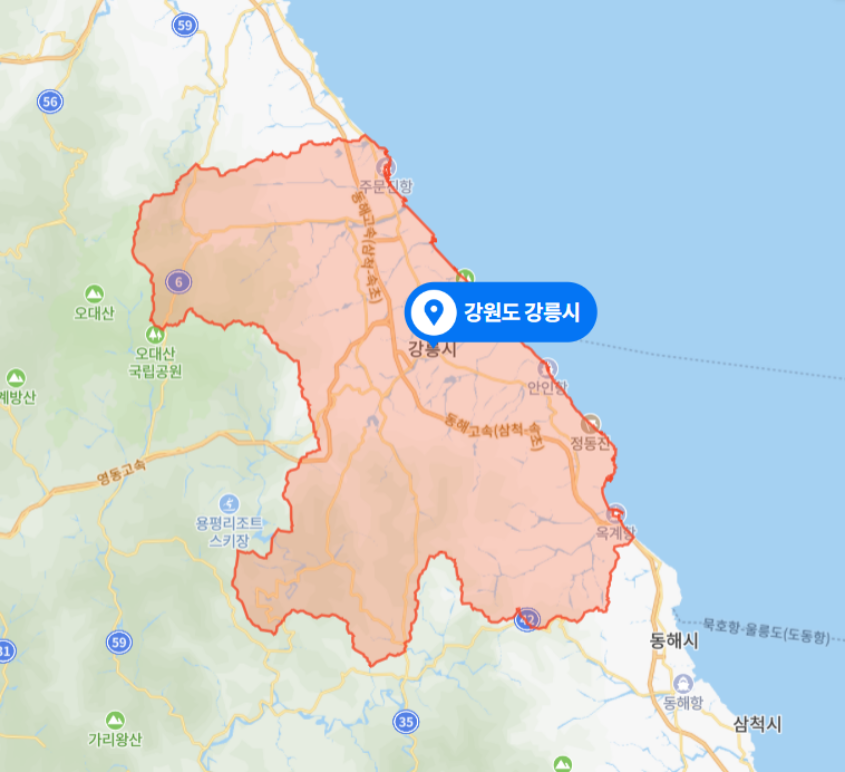 59
56
주문진항
동해고속(삼척-속초)
6
오대산
강원도 강릉시
오대산
국립공원
강릉시
계방산
안인항
동해고속(삼척-속초)
정동진
영동고속
용평리조트
스키장
옥계항
42
59
31
묵호항-울릉도(도동항)
동해시
동해항
35
삼척시
가리왕산